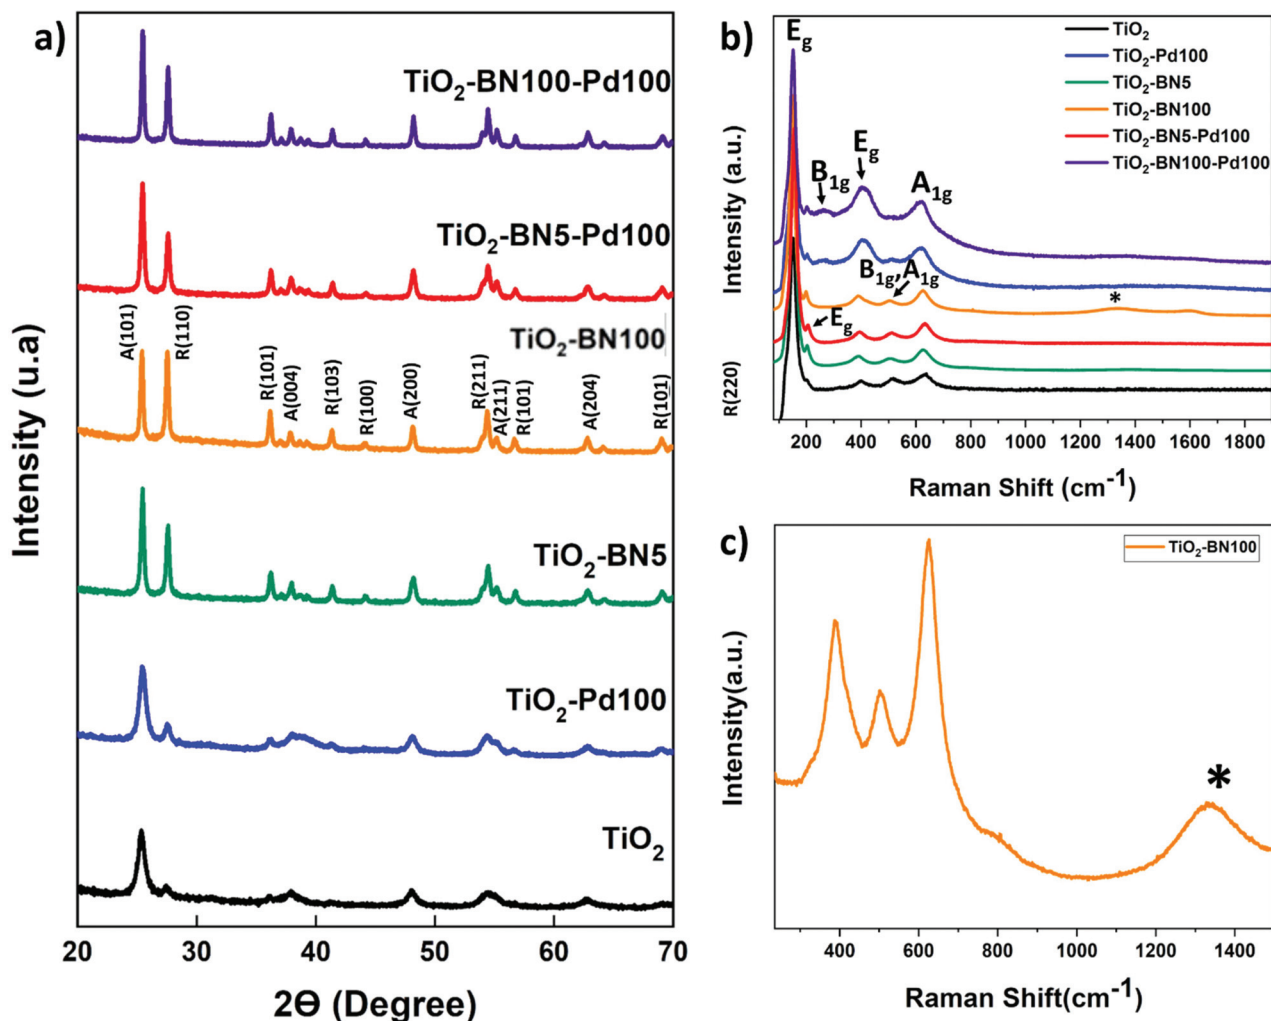 a)
TiO₂-BN100-Pd100
TiO₂-BN5-Pd100
TiO₂-BN100
A(101)
R(110)
R(101)
A(004)
R(103)
R(100)
A(200)
R(211)
A(211)
R(101)
A(204)
R(101)
R(220)
TiO₂-BN5
TiO₂-Pd100
TiO₂
Intensity (u.a)
20 30 40 50 60 70
2Θ (Degree)
b)
E_g
TiO₂
TiO₂-Pd100
TiO₂-BN5
TiO₂-BN100
TiO₂-BN5-Pd100
TiO₂-BN100-Pd100
B₁g
E_g
A₁g
B₁g,A₁g
*
E_g
Intensity (a.u.)
200 400 600 800 1000 1200 1400 1600 1800
Raman Shift (cm⁻¹)
c)
TiO₂-BN100
*
Intensity(a.u.)
400 600 800 1000 1200 1400
Raman Shift(cm⁻¹)